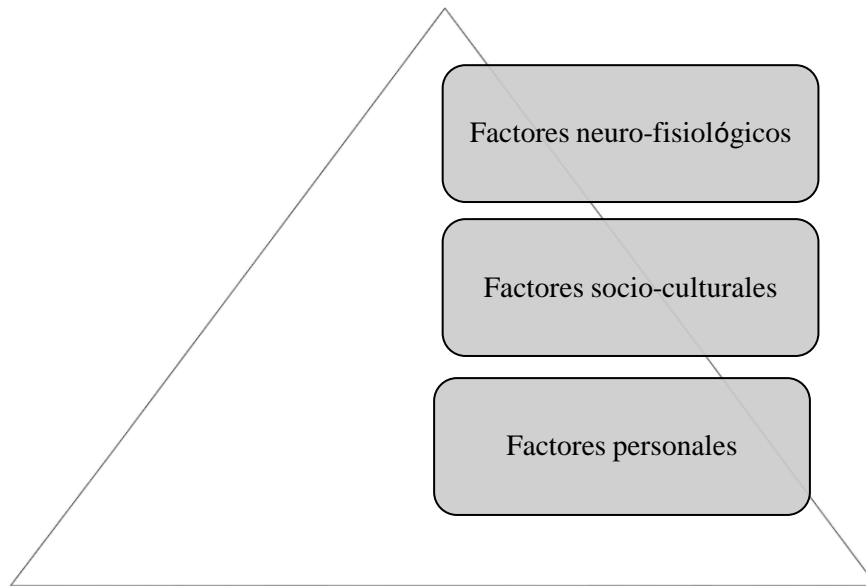 Factores neuro-fisiológicos
Factores socio-culturales
Factores personales